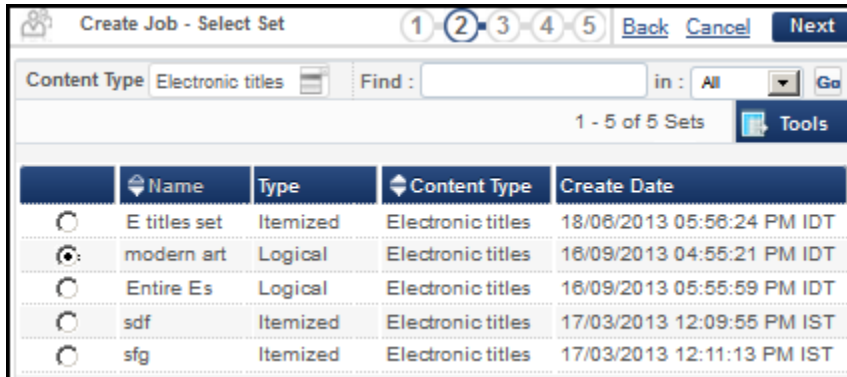 Create Job - Select Set 1 2 3 4 5 Back Cancel Next
Content Type Electronic titles Find : in : All Go
1 - 5 of 5 Sets Tools
Name Type Content Type Create Date
E titles set Itemized Electronic titles 18/06/2013 05:56:24 PM IDT
modern art Logical Electronic titles 16/09/2013 04:55:21 PM IDT
Entire Es Logical Electronic titles 16/09/2013 05:55:59 PM IDT
sdf Itemized Electronic titles 17/03/2013 12:09:55 PM IST
sfg Itemized Electronic titles 17/03/2013 12:11:13 PM IST